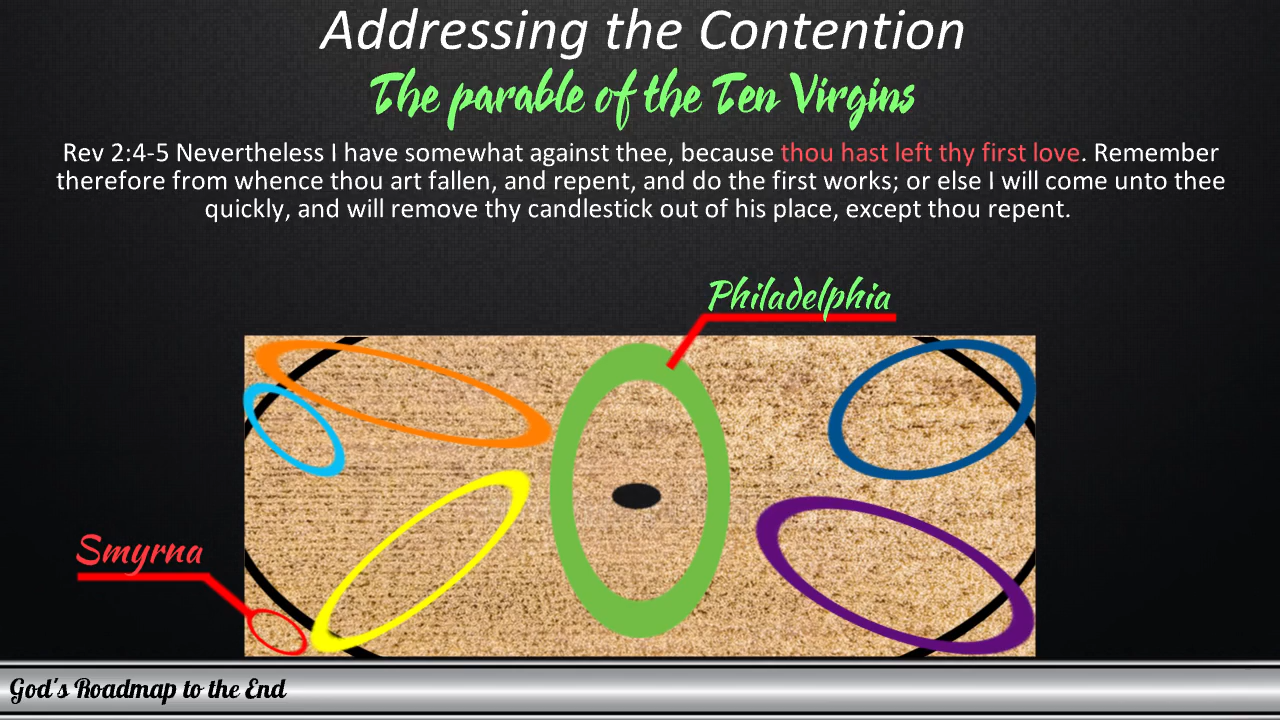 Addressing the Contention
The parable of the Ten Virgins
Rev 2:4-5 Nevertheless I have somewhat against thee, because thou hast left thy first love. Remember
therefore from whence thou art fallen, and repent, and do the first works; or else I will come unto thee
quickly, and will remove thy candlestick out of his place, except thou repent.
Philadelphia
Smyrna
God's Roadmap to the End